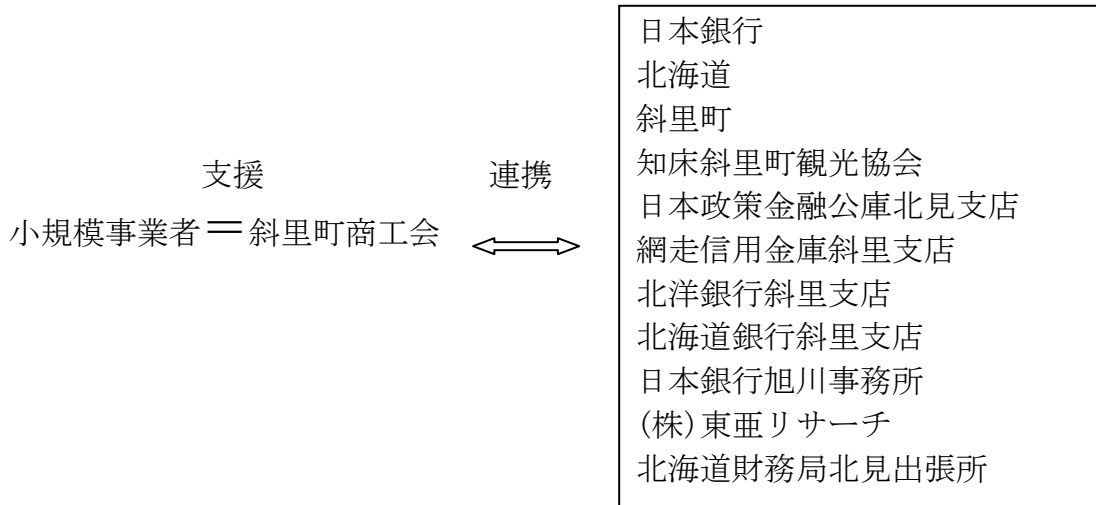 支援
小規模事業者＝斜里町商工会
連携
日本銀行
北海道
斜里町
知床斜里町観光協会
日本政策金融公庫北見支店
網走信用金庫斜里支店
北洋銀行斜里支店
北海道銀行斜里支店
日本銀行旭川事務所
(株)東亜リサーチ
北海道財務局北見出張所